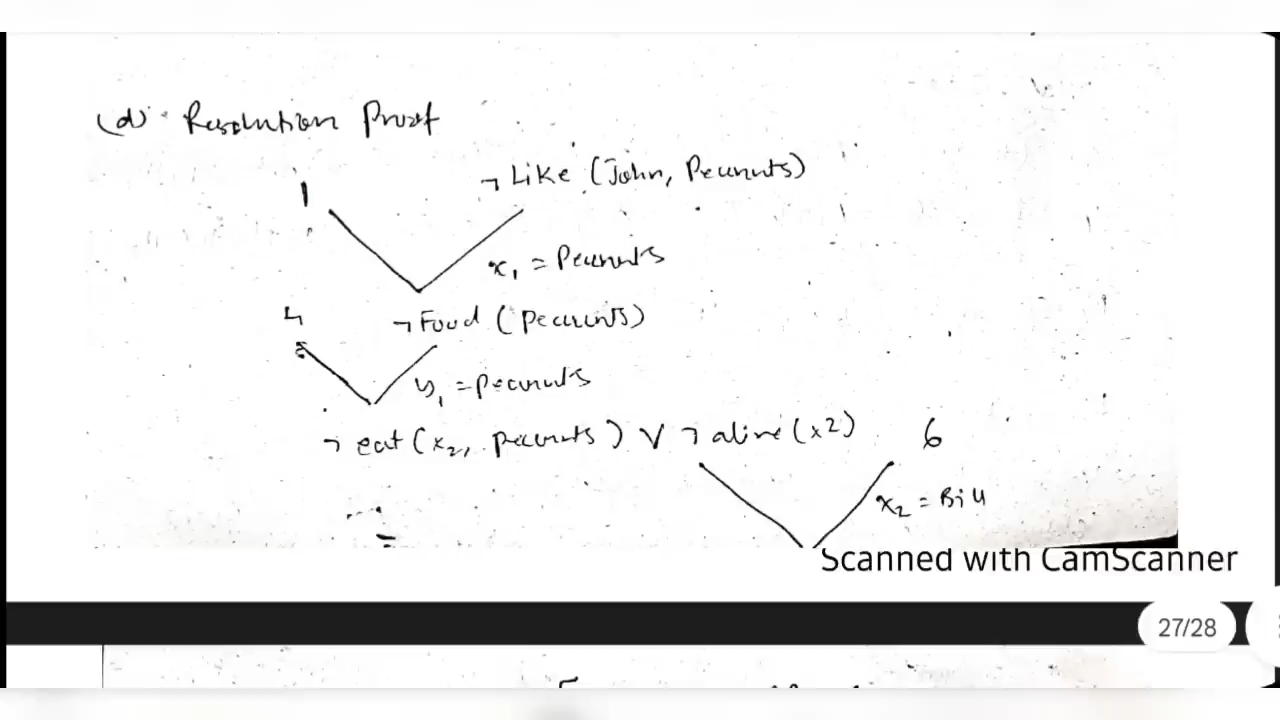 (d) Resolution Proof
1 ¬ Like (John, Peanuts)
x₁ = Peanuts
4 ¬ Food (Peanuts)
y₁ = Peanuts
¬ eat (x₂, peanuts) V ¬ alive (x2) 6
x₂ = Bill
Scanned with CamScanner
27/28